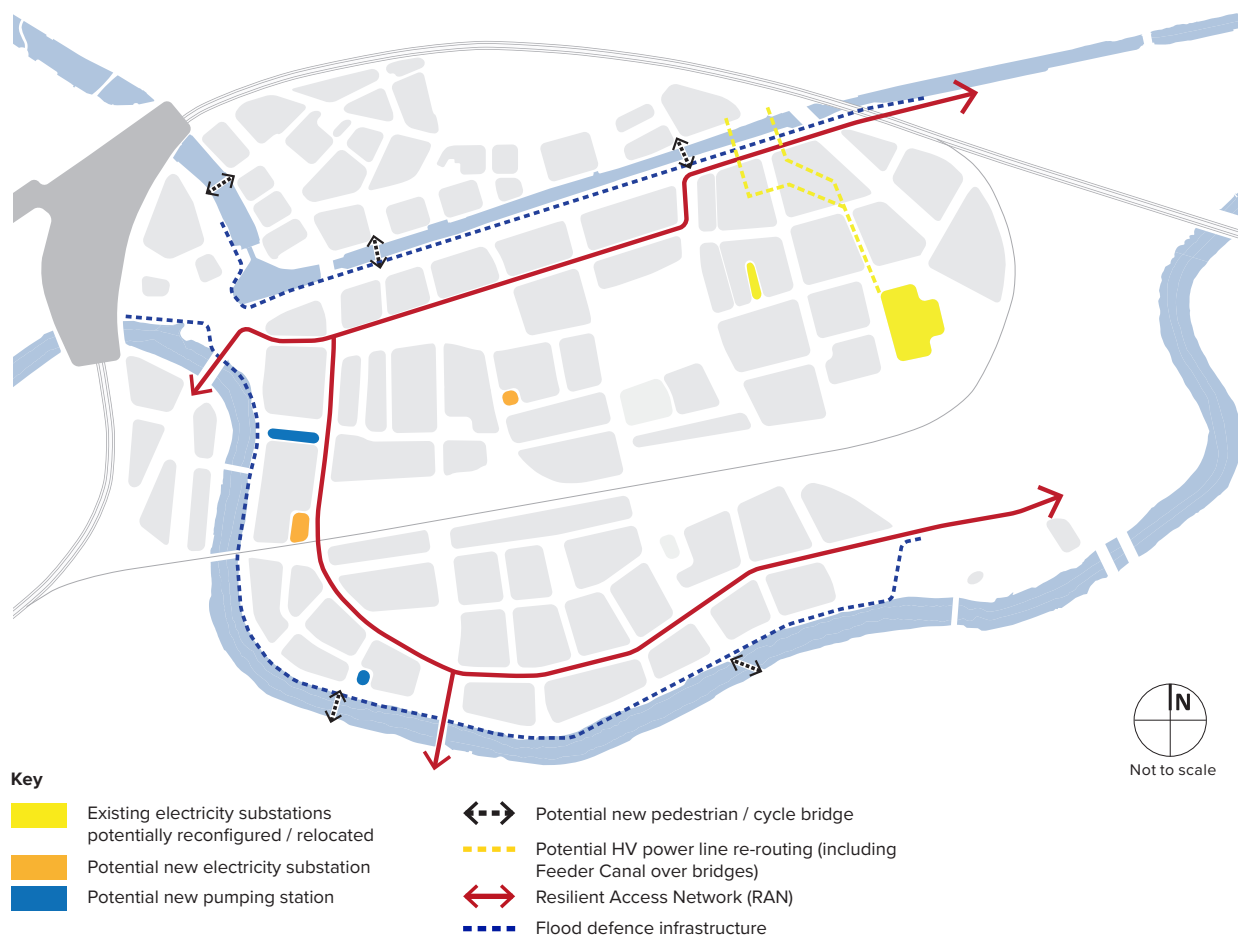 N
Not to scale
Key
Existing electricity substations
potentially reconfigured / relocated
Potential new electricity substation
Potential new pumping station
Potential new pedestrian / cycle bridge
Potential HV power line re-routing (including
Feeder Canal over bridges)
Resilient Access Network (RAN)
Flood defence infrastructure